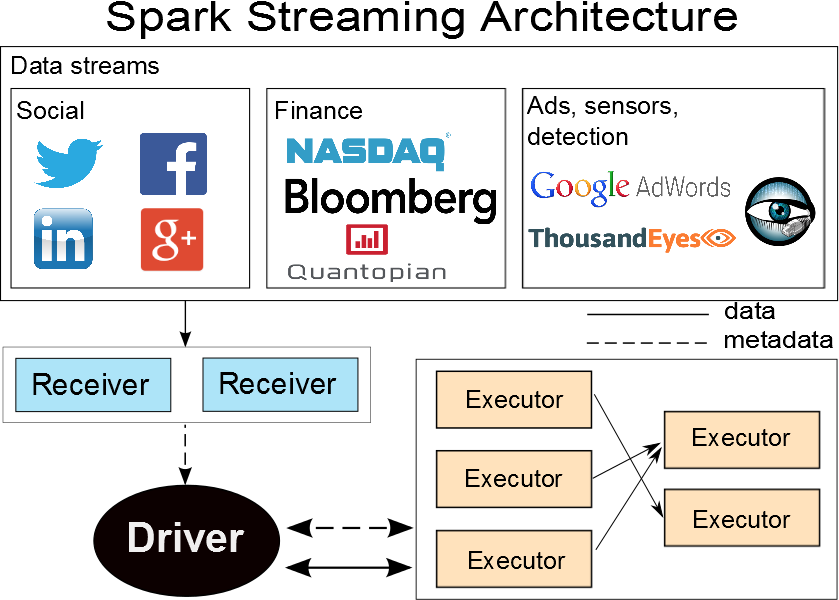 Spark Streaming Architecture
Data streams
Social
f
in
g+
Finance
NASDAQ®
Bloomberg
Quantopian
Ads, sensors,
detection
Google AdWords
ThousandEyes
data
metadata
Receiver
Receiver
Driver
Executor
Executor
Executor
Executor
Executor